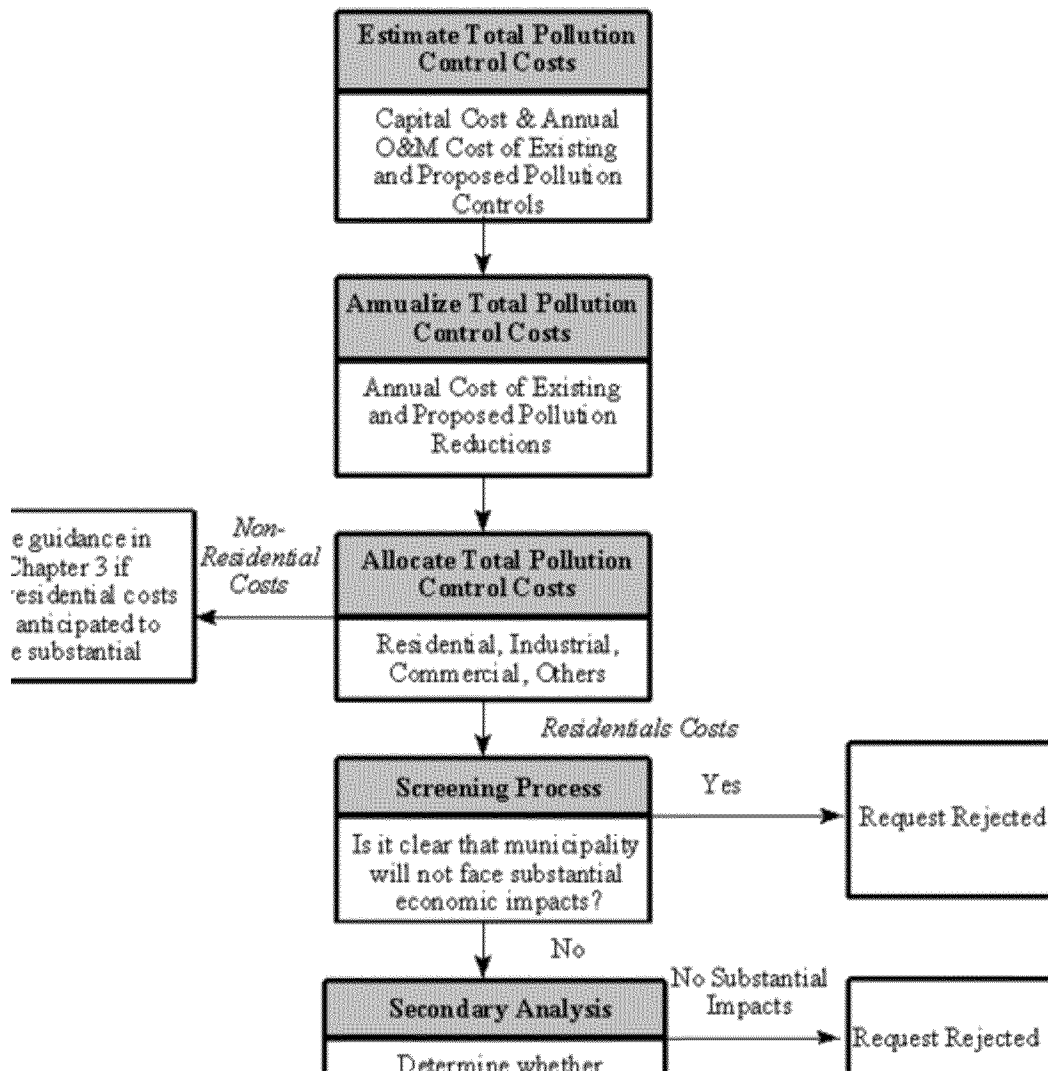 Estimate Total Pollution
Control Costs
Capital Cost & Annual
O&M Cost of Existing
and Proposed Pollution
Controls
Annualize Total Pollution
Control Costs
Annual Cost of Existing
and Proposed Pollution
Reductions
Non-
Residential
Costs
e guidance in
Chapter 3 if
residential costs
anticipated to
e substantial
Allocate Total Pollution
Control Costs
Residential, Industrial,
Commercial, Others
Residentials Costs
Screening Process
Yes
Request Rejected
Is it clear that municipality
will not face substantial
economic impacts?
No
Secondary Analysis
No Substantial
Impacts
Request Rejected
Determine whether